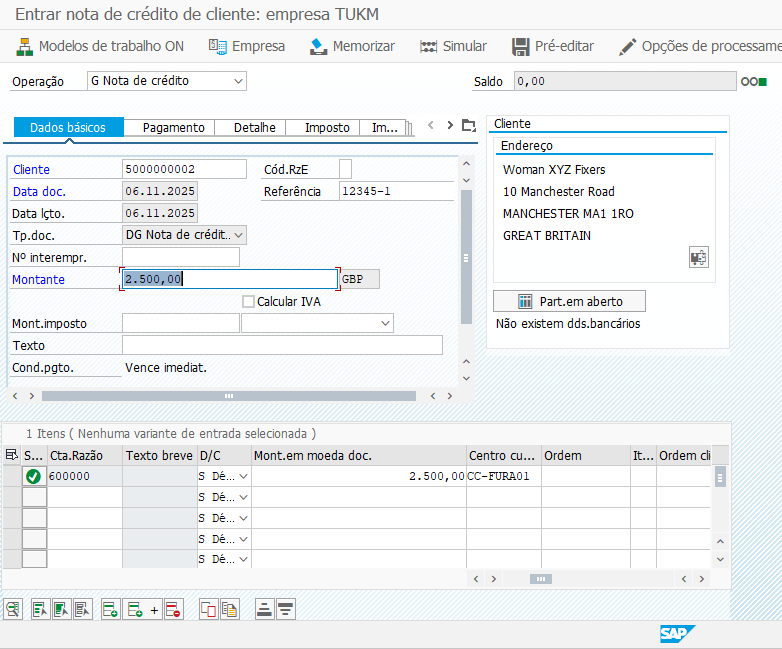 Entrar nota de crédito de cliente: empresa TUKM
Modelos de trabalho ON Empresa Memorizar Simular Pré-editar Opções de processame
Operação G Nota de crédito Saldo 0,00
Dados básicos Pagamento Detalhe Imposto Im...
Cliente 5000000002 Cód.RzE
Data doc. 06.11.2025 Referência 12345-1
Data lçto. 06.11.2025
Tp.doc. DG Nota de crédit..
Nº interempr.
Montante 2.500,00 GBP
Calcular IVA
Mont.imposto
Texto
Cond.pgto. Vence imediat.
Cliente
Endereço
Woman XYZ Fixers
10 Manchester Road
MANCHESTER MA1 1RO
GREAT BRITAIN
Part.em aberto
Não existem dds.bancários
1 Itens ( Nenhuma variante de entrada selecionada )
S... Cta.Razão Texto breve D/C Mont.em moeda doc. Centro cu... Ordem It... Ordem cli
600000 S Dé... 2.500,00 CC-FURA01
S Dé...
S Dé...
S Dé...
S Dé...
SAP